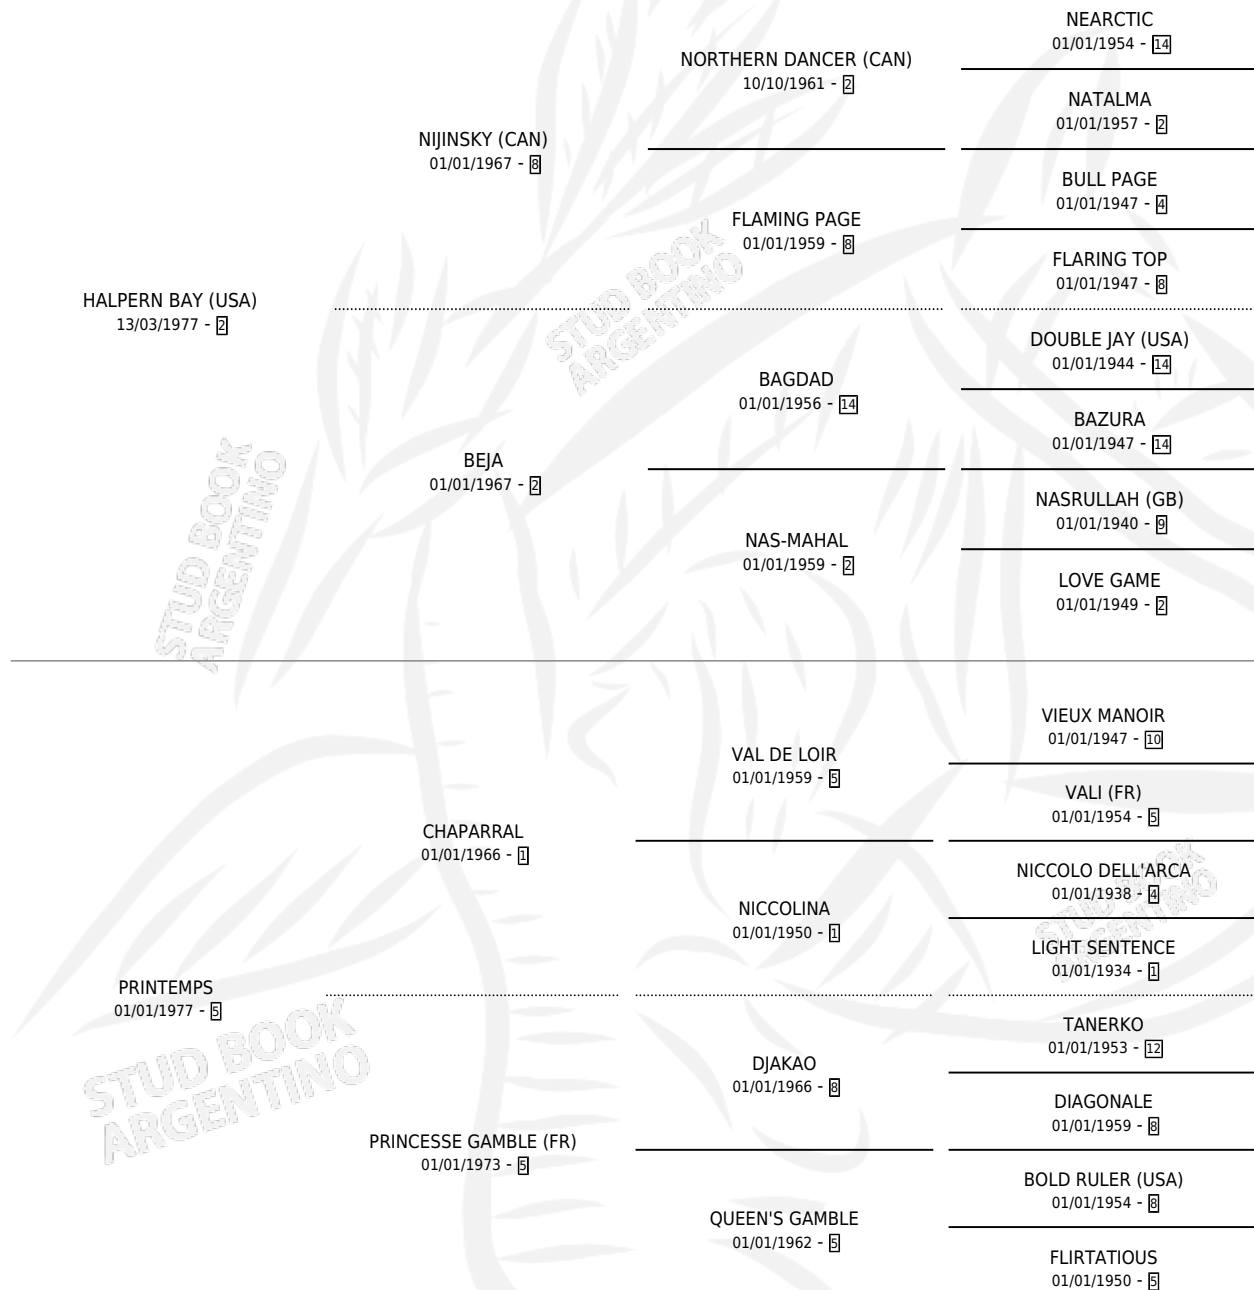 NEARCTIC
01/01/1954 - 14
NORTHERN DANCER (CAN)
10/10/1961 - 2
NATALMA
01/01/1957 - 2
NIJINSKY (CAN)
01/01/1967 - 8
BULL PAGE
01/01/1947 - 4
FLAMING PAGE
01/01/1959 - 8
FLARING TOP
01/01/1947 - 8
HALPERN BAY (USA)
13/03/1977 - 2
STUD BOOK
ARGENTINO
DOUBLE JAY (USA)
01/01/1944 - 14
BAGDAD
01/01/1956 - 14
BAZURA
01/01/1947 - 14
BEJA
01/01/1967 - 2
NASRULLAH (GB)
01/01/1940 - 9
NAS-MAHAL
01/01/1959 - 2
LOVE GAME
01/01/1949 - 2
STUD BOOK
ARGENTINO
VIEUX MANOIR
01/01/1947 - 10
VAL DE LOIR
01/01/1959 - 5
VALI (FR)
01/01/1954 - 5
CHAPARRAL
01/01/1966 - 1
NICCOLO DELL'ARCA
01/01/1938 - 4
NICCOLINA
01/01/1950 - 1
LIGHT SENTENCE
01/01/1934 - 1
STUD BOOK
ARGENTINO
PRINTEMPS
01/01/1977 - 5
TANERKO
01/01/1953 - 12
DJAKAO
01/01/1966 - 8
DIAGONALE
01/01/1959 - 8
STUD BOOK
ARGENTINO
PRINCESSE GAMBLE (FR)
01/01/1973 - 5
BOLD RULER (USA)
01/01/1954 - 8
QUEEN'S GAMBLE
01/01/1962 - 5
FLIRTATIOUS
01/01/1950 - 5